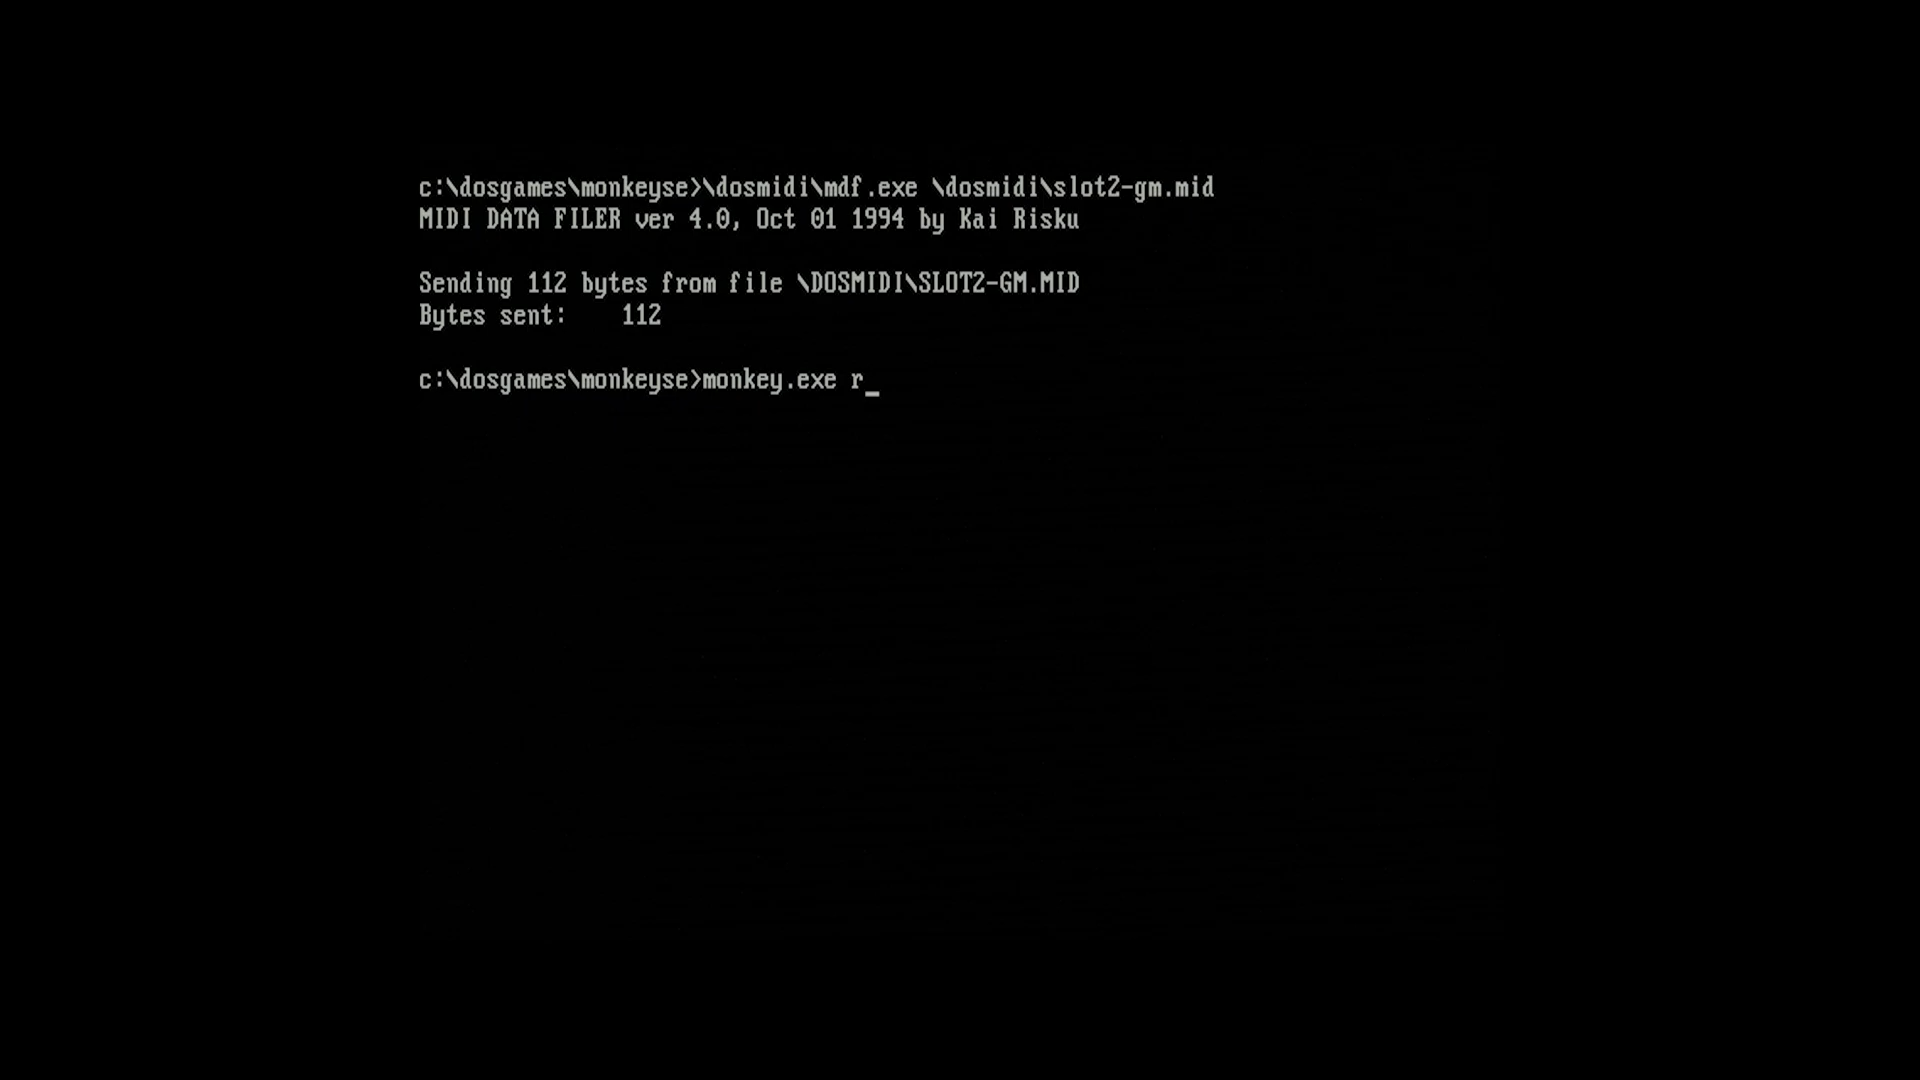 c:\dosgames\monkeyse>\dosmidi\mdf.exe \dosmidi\slot2-gm.mid
MIDI DATA FILER ver 4.0, Oct 01 1994 by Kai Risku
Sending 112 bytes from file \DOSMIDI\SLOT2-GM.MID
Bytes sent:    112
c:\dosgames\monkeyse>monkey.exe r_